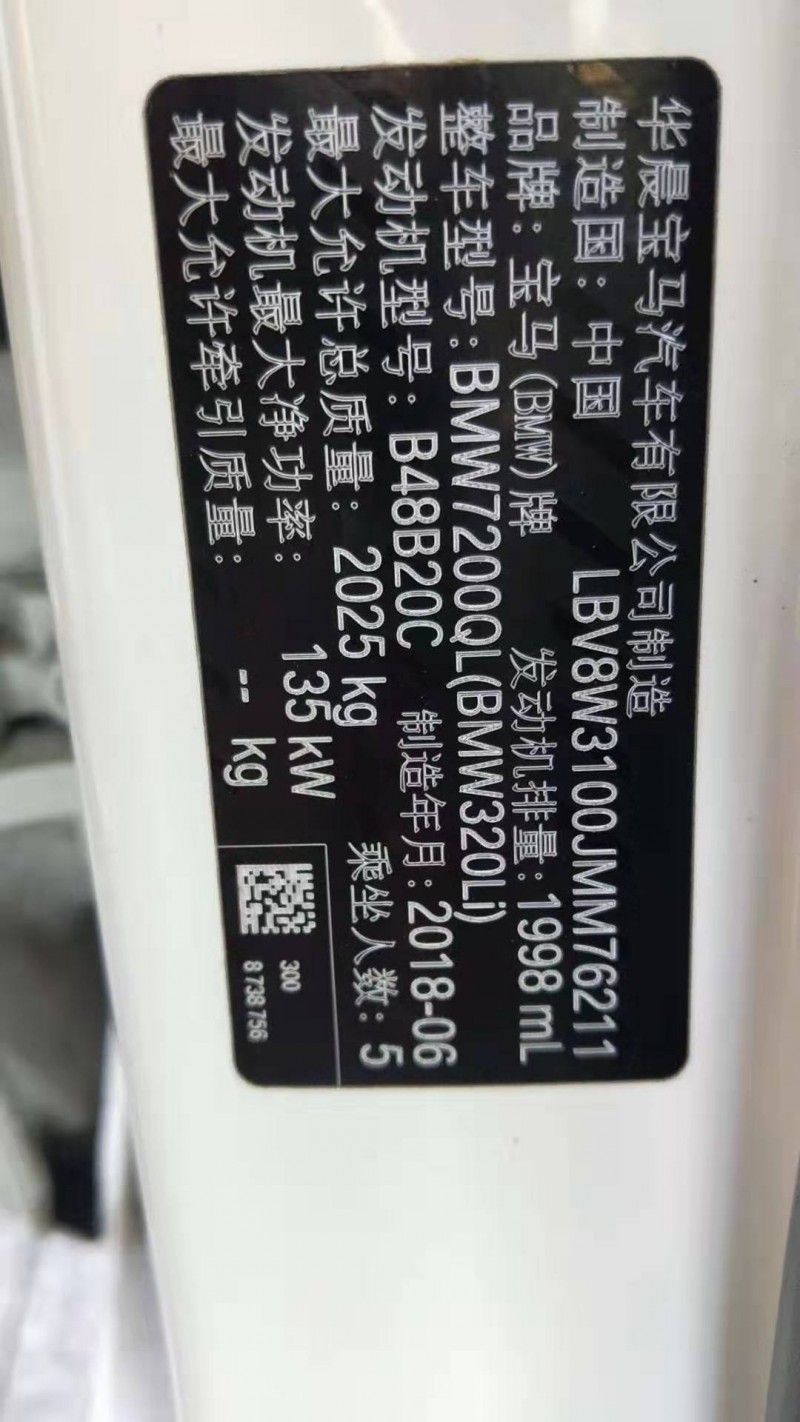 华晨宝马汽车有限公司制造
制造国：中国 LBV8W3100JMM76211
品牌：宝马(BMW)牌 发动机排量：1998 mL
整车型号：BMW7200QL(BMW320Li)
发动机型号：B48B20C 制造年月：2018-06
最大允许总质量：2025 kg 乘坐人数：5
发动机最大净功率：135 kW
最大允许牵引质量：-- kg
300
8 738 756